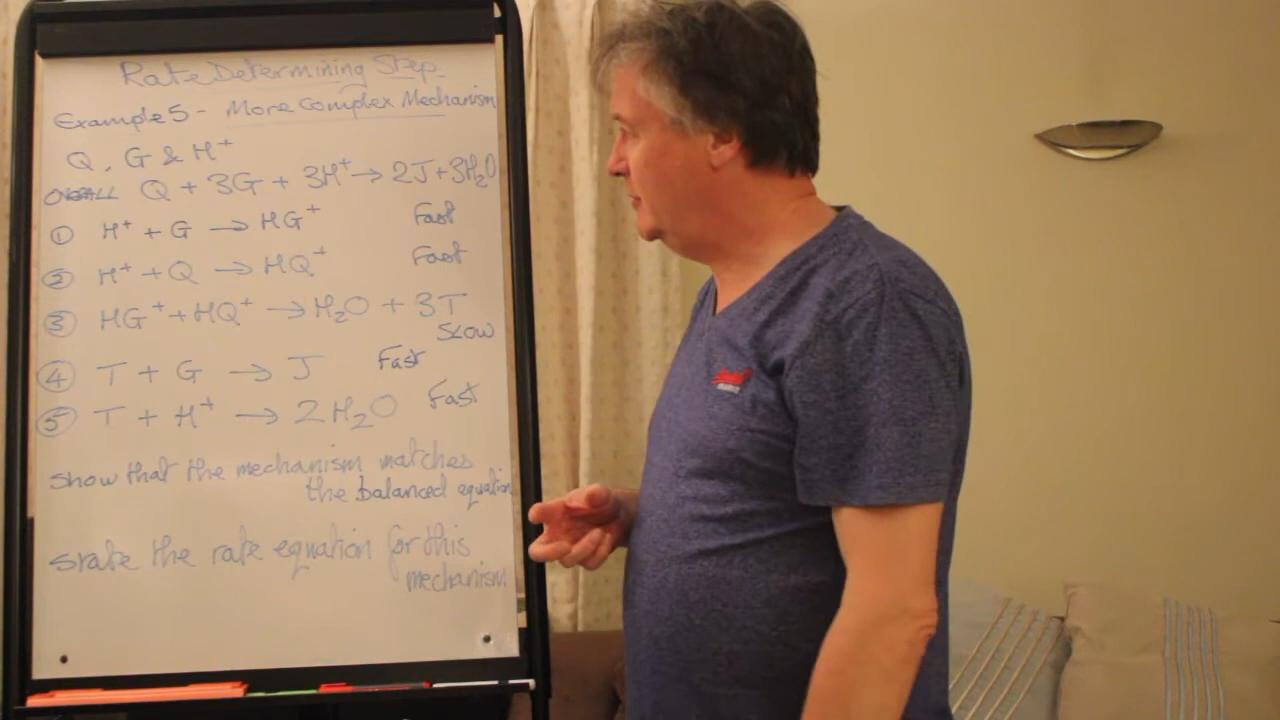 Rate Determining Step
Example 5 - More Complex Mechanism
Q, G & H⁺
OVERALL Q + 3G + 3H⁺ → 2J + 3H₂O
① H⁺ + G → HG⁺ Fast
② H⁺ + Q → HQ⁺ Fast
③ HG⁺ + HQ⁺ → H₂O + 3T
Slow
④ T + G → J Fast
⑤ T + H⁺ → 2H₂O Fast
Show that the mechanism matches
the balanced equation
State the rate equation for this
mechanism